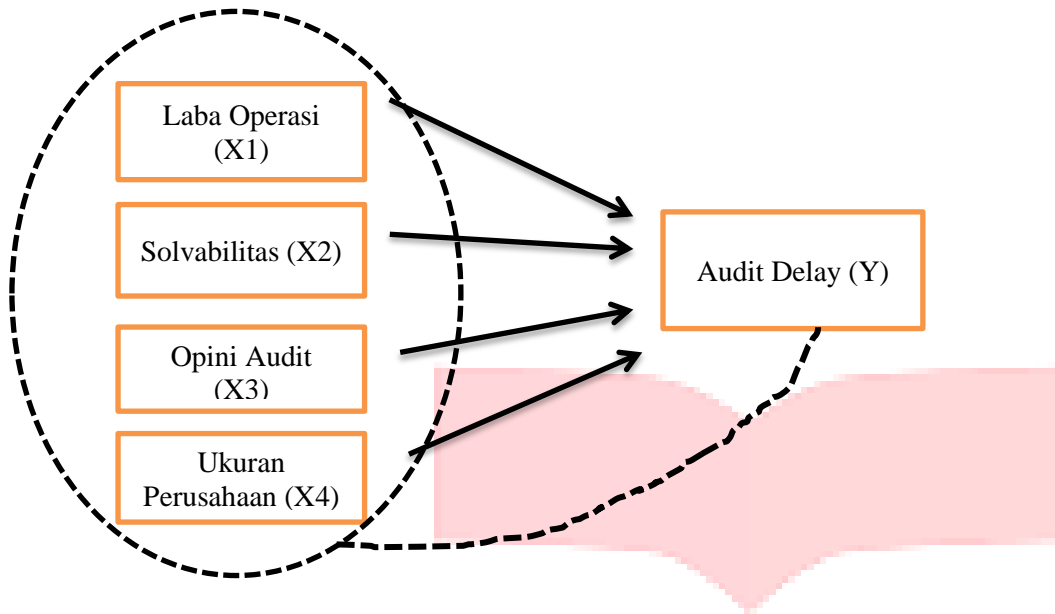 Laba Operasi
(X1)
Solvabilitas (X2)
Opini Audit
(X3)
Ukuran
Perusahaan (X4)
Audit Delay (Y)